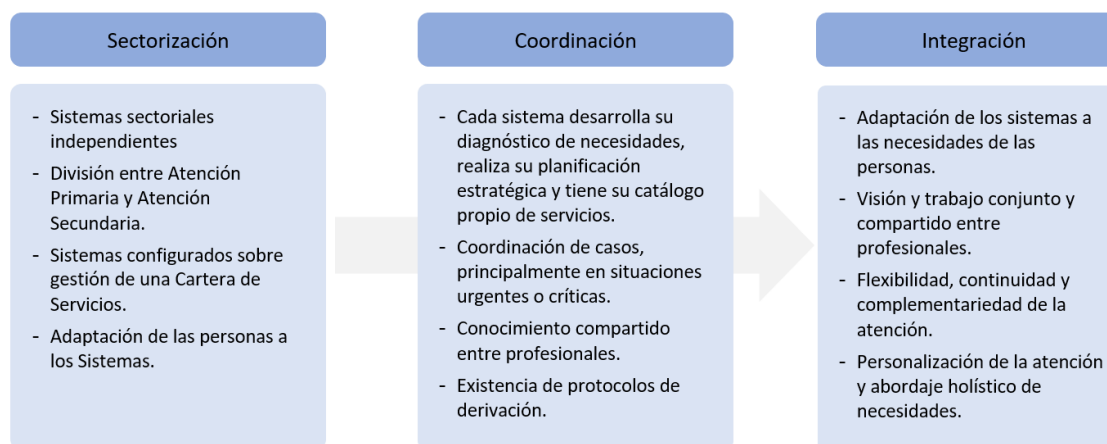 Sectorización
- Sistemas sectoriales
independientes
- División entre Atención
Primaria y Atención
Secundaria.
- Sistemas configurados sobre
gestión de una Cartera de
Servicios.
- Adaptación de las personas a
los Sistemas.
Coordinación
- Cada sistema desarrolla su
diagnóstico de necesidades,
realiza su planificación
estratégica y tiene su catálogo
propio de servicios.
- Coordinación de casos,
principalmente en situaciones
urgentes o críticas.
- Conocimiento compartido
entre profesionales.
- Existencia de protocolos de
derivación.
Integración
- Adaptación de los sistemas a
las necesidades de las
personas.
- Visión y trabajo conjunto y
compartido entre
profesionales.
- Flexibilidad, continuidad y
complementariedad de la
atención.
- Personalización de la atención
y abordaje holístico de
necesidades.